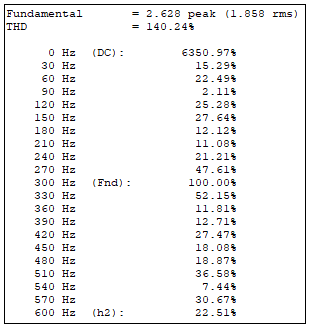 Fundamental = 2.628 peak (1.858 rms)
THD = 140.24%
0 Hz (DC): 6350.97%
30 Hz 15.29%
60 Hz 22.49%
90 Hz 2.11%
120 Hz 25.28%
150 Hz 27.64%
180 Hz 12.12%
210 Hz 11.08%
240 Hz 21.21%
270 Hz 47.61%
300 Hz (Fnd): 100.00%
330 Hz 52.15%
360 Hz 11.81%
390 Hz 12.71%
420 Hz 27.47%
450 Hz 18.08%
480 Hz 18.87%
510 Hz 36.58%
540 Hz 7.44%
570 Hz 30.67%
600 Hz (h2): 22.51%